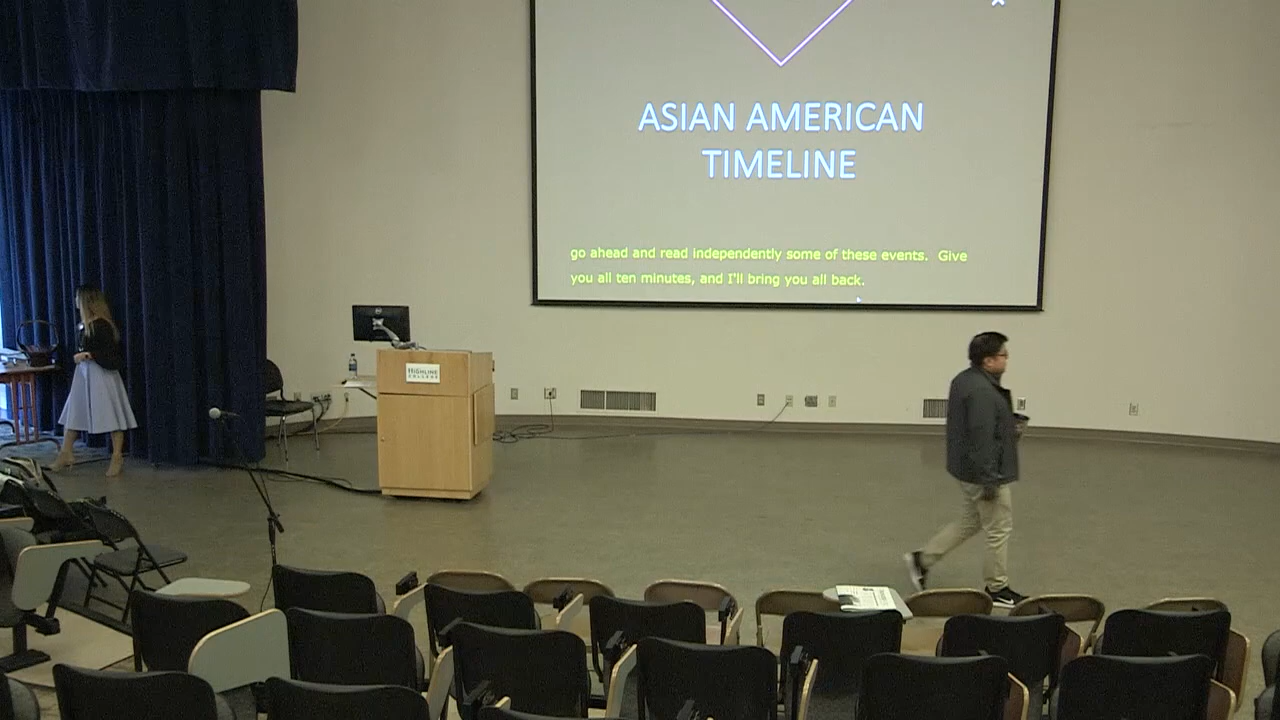 ASIAN AMERICAN
TIMELINE
go ahead and read independently some of these events.  Give
you all ten minutes, and I'll bring you all back.
HIGHLINE
COLLEGE